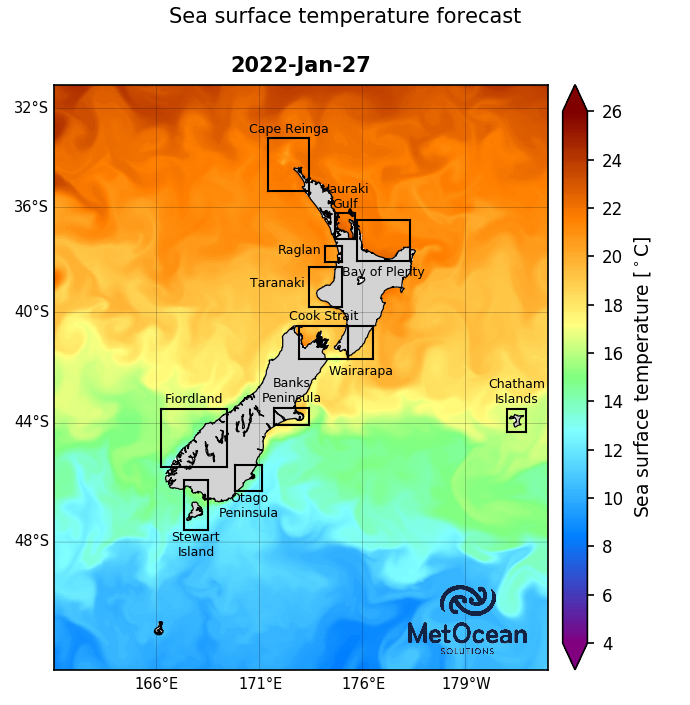 Sea surface temperature forecast
2022-Jan-27
32°S
36°S
40°S
44°S
48°S
166°E
171°E
176°E
179°W
Cape Reinga
Hauraki
Gulf
Raglan
Bay of Plenty
Taranaki
Cook Strait
Wairarapa
Banks
Peninsula
Fiordland
Chatham
Islands
Otago
Peninsula
Stewart
Island
MetOcean
SOLUTIONS
26
24
22
20
18
16
14
12
10
8
6
4
Sea surface temperature [°C]